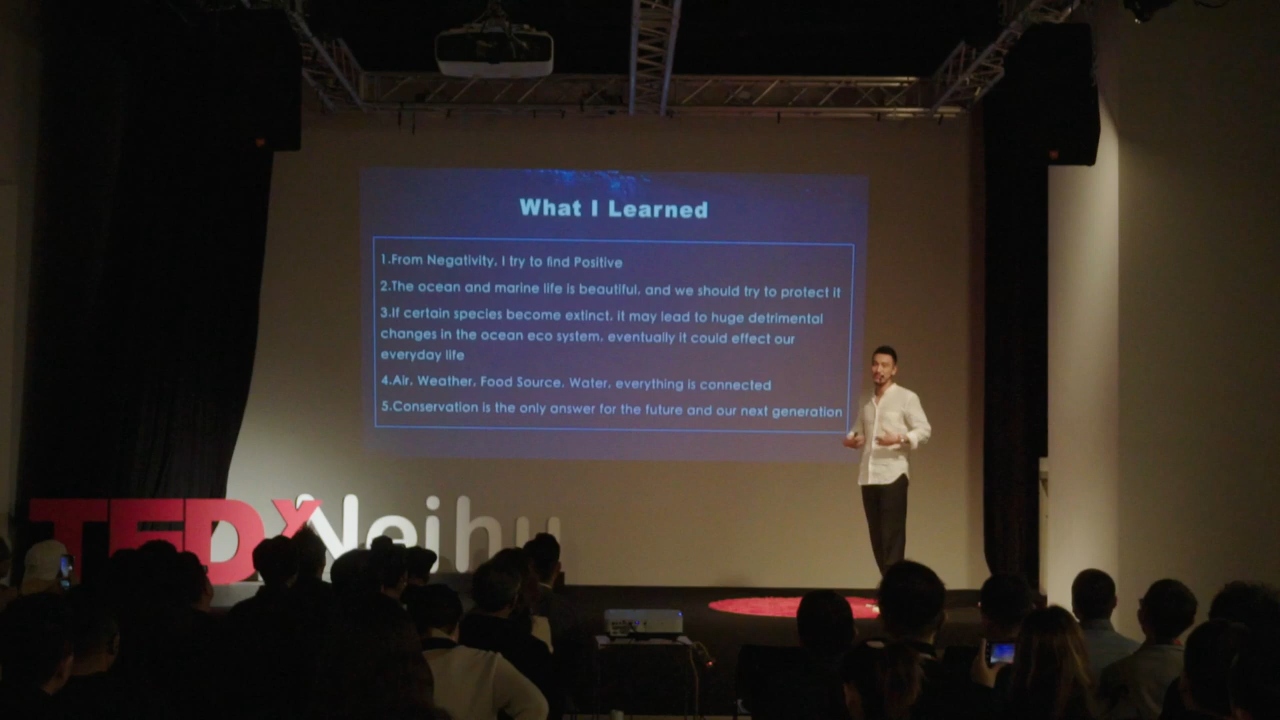 What I Learned
1.From Negativity, I try to find Positive
2.The ocean and marine life is beautiful, and we should try to protect it
3.If certain species become extinct, it may lead to huge detrimental
changes in the ocean eco system, eventually it could effect our
everyday life
4.Air, Weather, Food Source, Water, everything is connected
5.Conservation is the only answer for the future and our next generation
TEDxNeihu